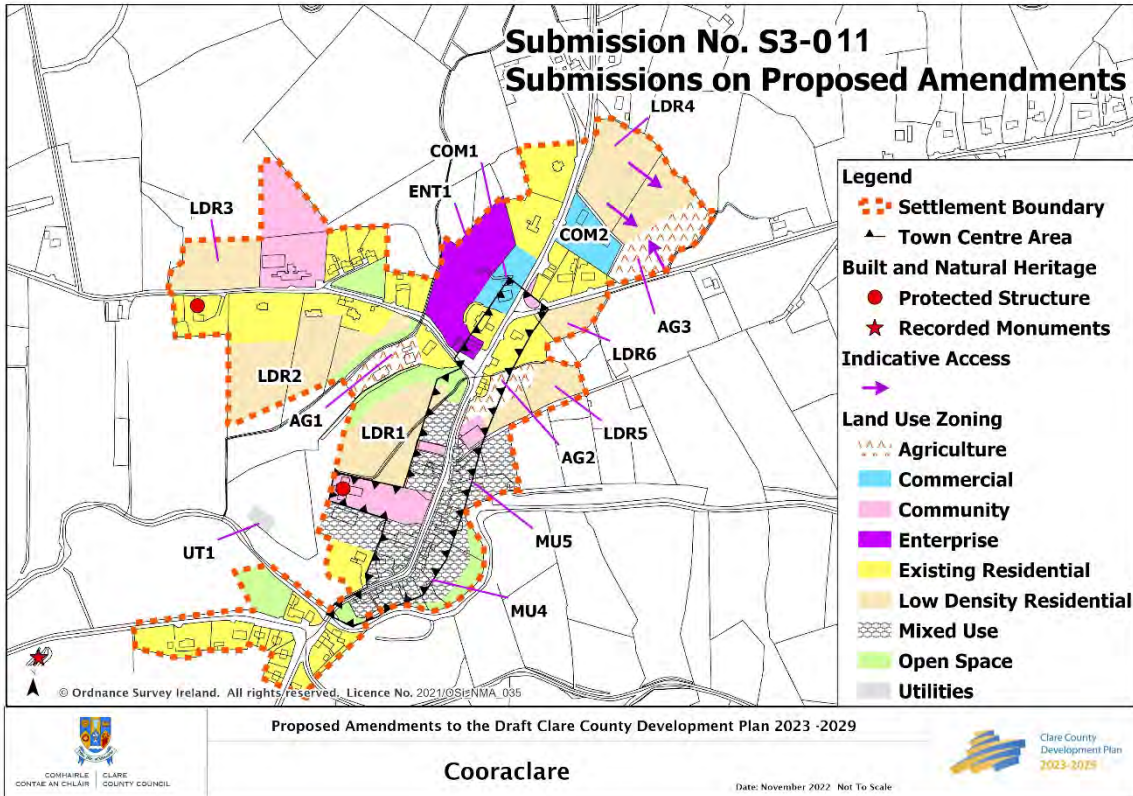 Submission No. S3-011
Submissions on Proposed Amendments
LDR4
COM1
ENT1
LDR3
COM2
AG3
LDR6
LDR2
AG1
LDR1
LDR5
AG2
UT1
MU5
MU4
Legend
Settlement Boundary
Town Centre Area
Built and Natural Heritage
Protected Structure
Recorded Monuments
Indicative Access
Land Use Zoning
Agriculture
Commercial
Community
Enterprise
Existing Residential
Low Density Residential
Mixed Use
Open Space
Utilities
© Ordnance Survey Ireland. All rights reserved. Licence No. 2021/OSi_NMA_035
COMHAIRLE CONTAE AN CHLÁIR
CLARE COUNTY COUNCIL
Proposed Amendments to the Draft Clare County Development Plan 2023 -2029
Cooraclare
Date: November 2022 Not To Scale
Clare County
Development Plan
2023-2029